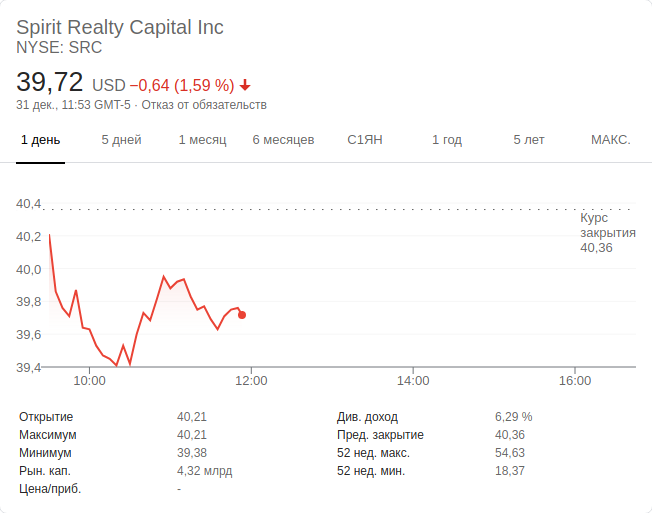 Spirit Realty Capital Inc
NYSE: SRC
39,72 USD −0,64 (1,59 %)
31 дек., 11:53 GMT-5 · Отказ от обязательств
1 день 5 дней 1 месяц 6 месяцев С1ЯН 1 год 5 лет МАКС.
40,4
40,2
40,0
39,8
39,6
39,4
Курс
закрытия
40,36
10:00 12:00 14:00 16:00
Открытие 40,21 Див. доход 6,29 %
Максимум 40,21 Пред. закрытие 40,36
Минимум 39,38 52 нед. макс. 54,63
Рын. кап. 4,32 млрд 52 нед. мин. 18,37
Цена/приб. -